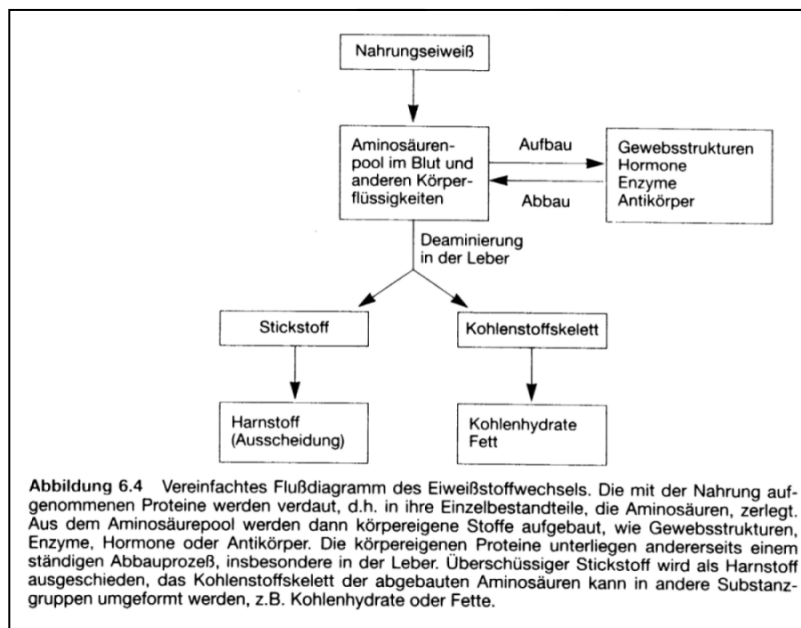 Nahrungseiweiß
Aminosäuren-
pool im Blut und
anderen Körper-
flüssigkeiten
Aufbau
Abbau
Gewebsstrukturen
Hormone
Enzyme
Antikörper
Deaminierung
in der Leber
Stickstoff
Kohlenstoffskelett
Harnstoff
(Ausscheidung)
Kohlenhydrate
Fett
Abbildung 6.4 Vereinfachtes Flußdiagramm des Eiweißstoffwechsels. Die mit der Nahrung auf-
genommenen Proteine werden verdaut, d.h. in ihre Einzelbestandteile, die Aminosäuren, zerlegt.
Aus dem Aminosäurepool werden dann körpereigene Stoffe aufgebaut, wie Gewebsstrukturen,
Enzyme, Hormone oder Antikörper. Die körpereigenen Proteine unterliegen andererseits einem
ständigen Abbauprozeß, insbesondere in der Leber. Überschüssiger Stickstoff wird als Harnstoff
ausgeschieden, das Kohlenstoffskelett der abgebauten Aminosäuren kann in andere Substanz-
gruppen umgeformt werden, z.B. Kohlenhydrate oder Fette.